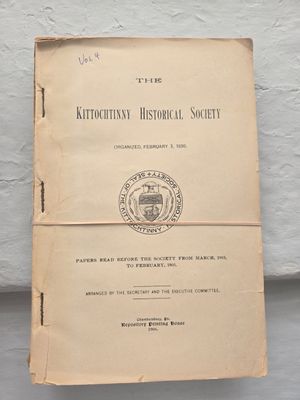 Vol 4
THE
KITTOCHTINNY HISTORICAL SOCIETY
ORGANIZED, FEBRUARY 3, 1898.
PAPERS READ BEFORE THE SOCIETY FROM MARCH, 1903,
TO FEBRUARY, 1905.
ARRANGED BY THE SECRETARY AND THE EXECUTIVE COMMITTEE.
Chambersburg, Pa.
Repository Printing House